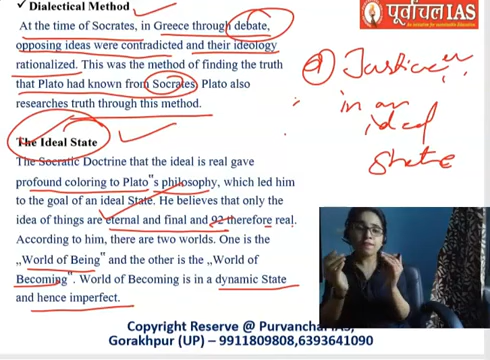 ✓ Dialectical Method
At the time of Socrates, in Greece through debate,
opposing ideas were contradicted and their ideology
rationalized. This was the method of finding the truth
that Plato had known from Socrates. Plato also
researches truth through this method.
The Ideal State
The Socratic Doctrine that the ideal is real gave
profound coloring to Plato"s philosophy, which led him
to the goal of an ideal State. He believes that only the
idea of things are eternal and final and 92 therefore real.
According to him, there are two worlds. One is the
„World of Being" and the other is the „World of
Becoming". World of Becoming is in a dynamic State
and hence imperfect.
पूर्वांचल IAS
Justice
in an
ideal
state
Copyright Reserve @ Purvanchal IAS,
Gorakhpur (UP) - 9911809808,6393641090